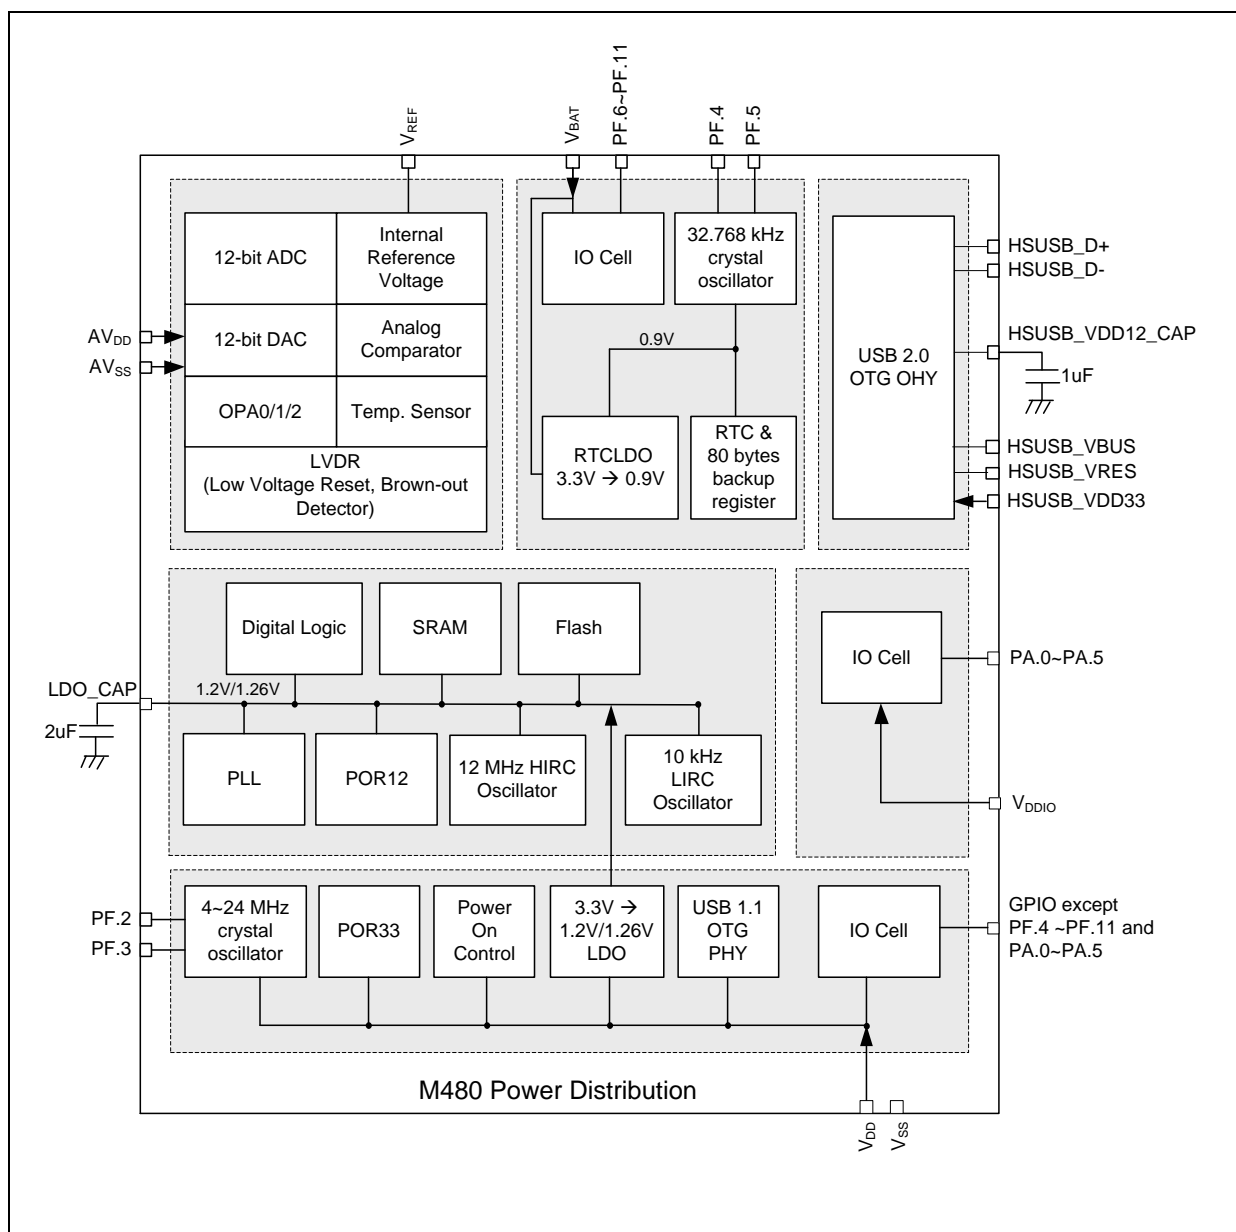 VREF
VBAT
PF.6~PF.11
PF.4
PF.5
12-bit ADC
Internal
Reference
Voltage
12-bit DAC
Analog
Comparator
OPA0/1/2
Temp. Sensor
LVDR
(Low Voltage Reset, Brown-out
Detector)
AVDD
AVSS
IO Cell
32.768 kHz
crystal
oscillator
0.9V
RTCLDO
3.3V → 0.9V
RTC &
80 bytes
backup
register
USB 2.0
OTG OHY
HSUSB_D+
HSUSB_D-
HSUSB_VDD12_CAP
1uF
HSUSB_VBUS
HSUSB_VRES
HSUSB_VDD33
Digital Logic
SRAM
Flash
LDO_CAP
1.2V/1.26V
2uF
PLL
POR12
12 MHz HIRC
Oscillator
10 kHz
LIRC
Oscillator
IO Cell
PA.0~PA.5
VDDIO
PF.2
PF.3
4~24 MHz
crystal
oscillator
POR33
Power
On
Control
3.3V →
1.2V/1.26V
LDO
USB 1.1
OTG
PHY
IO Cell
GPIO except
PF.4 ~PF.11 and
PA.0~PA.5
M480 Power Distribution
VDD
VSS